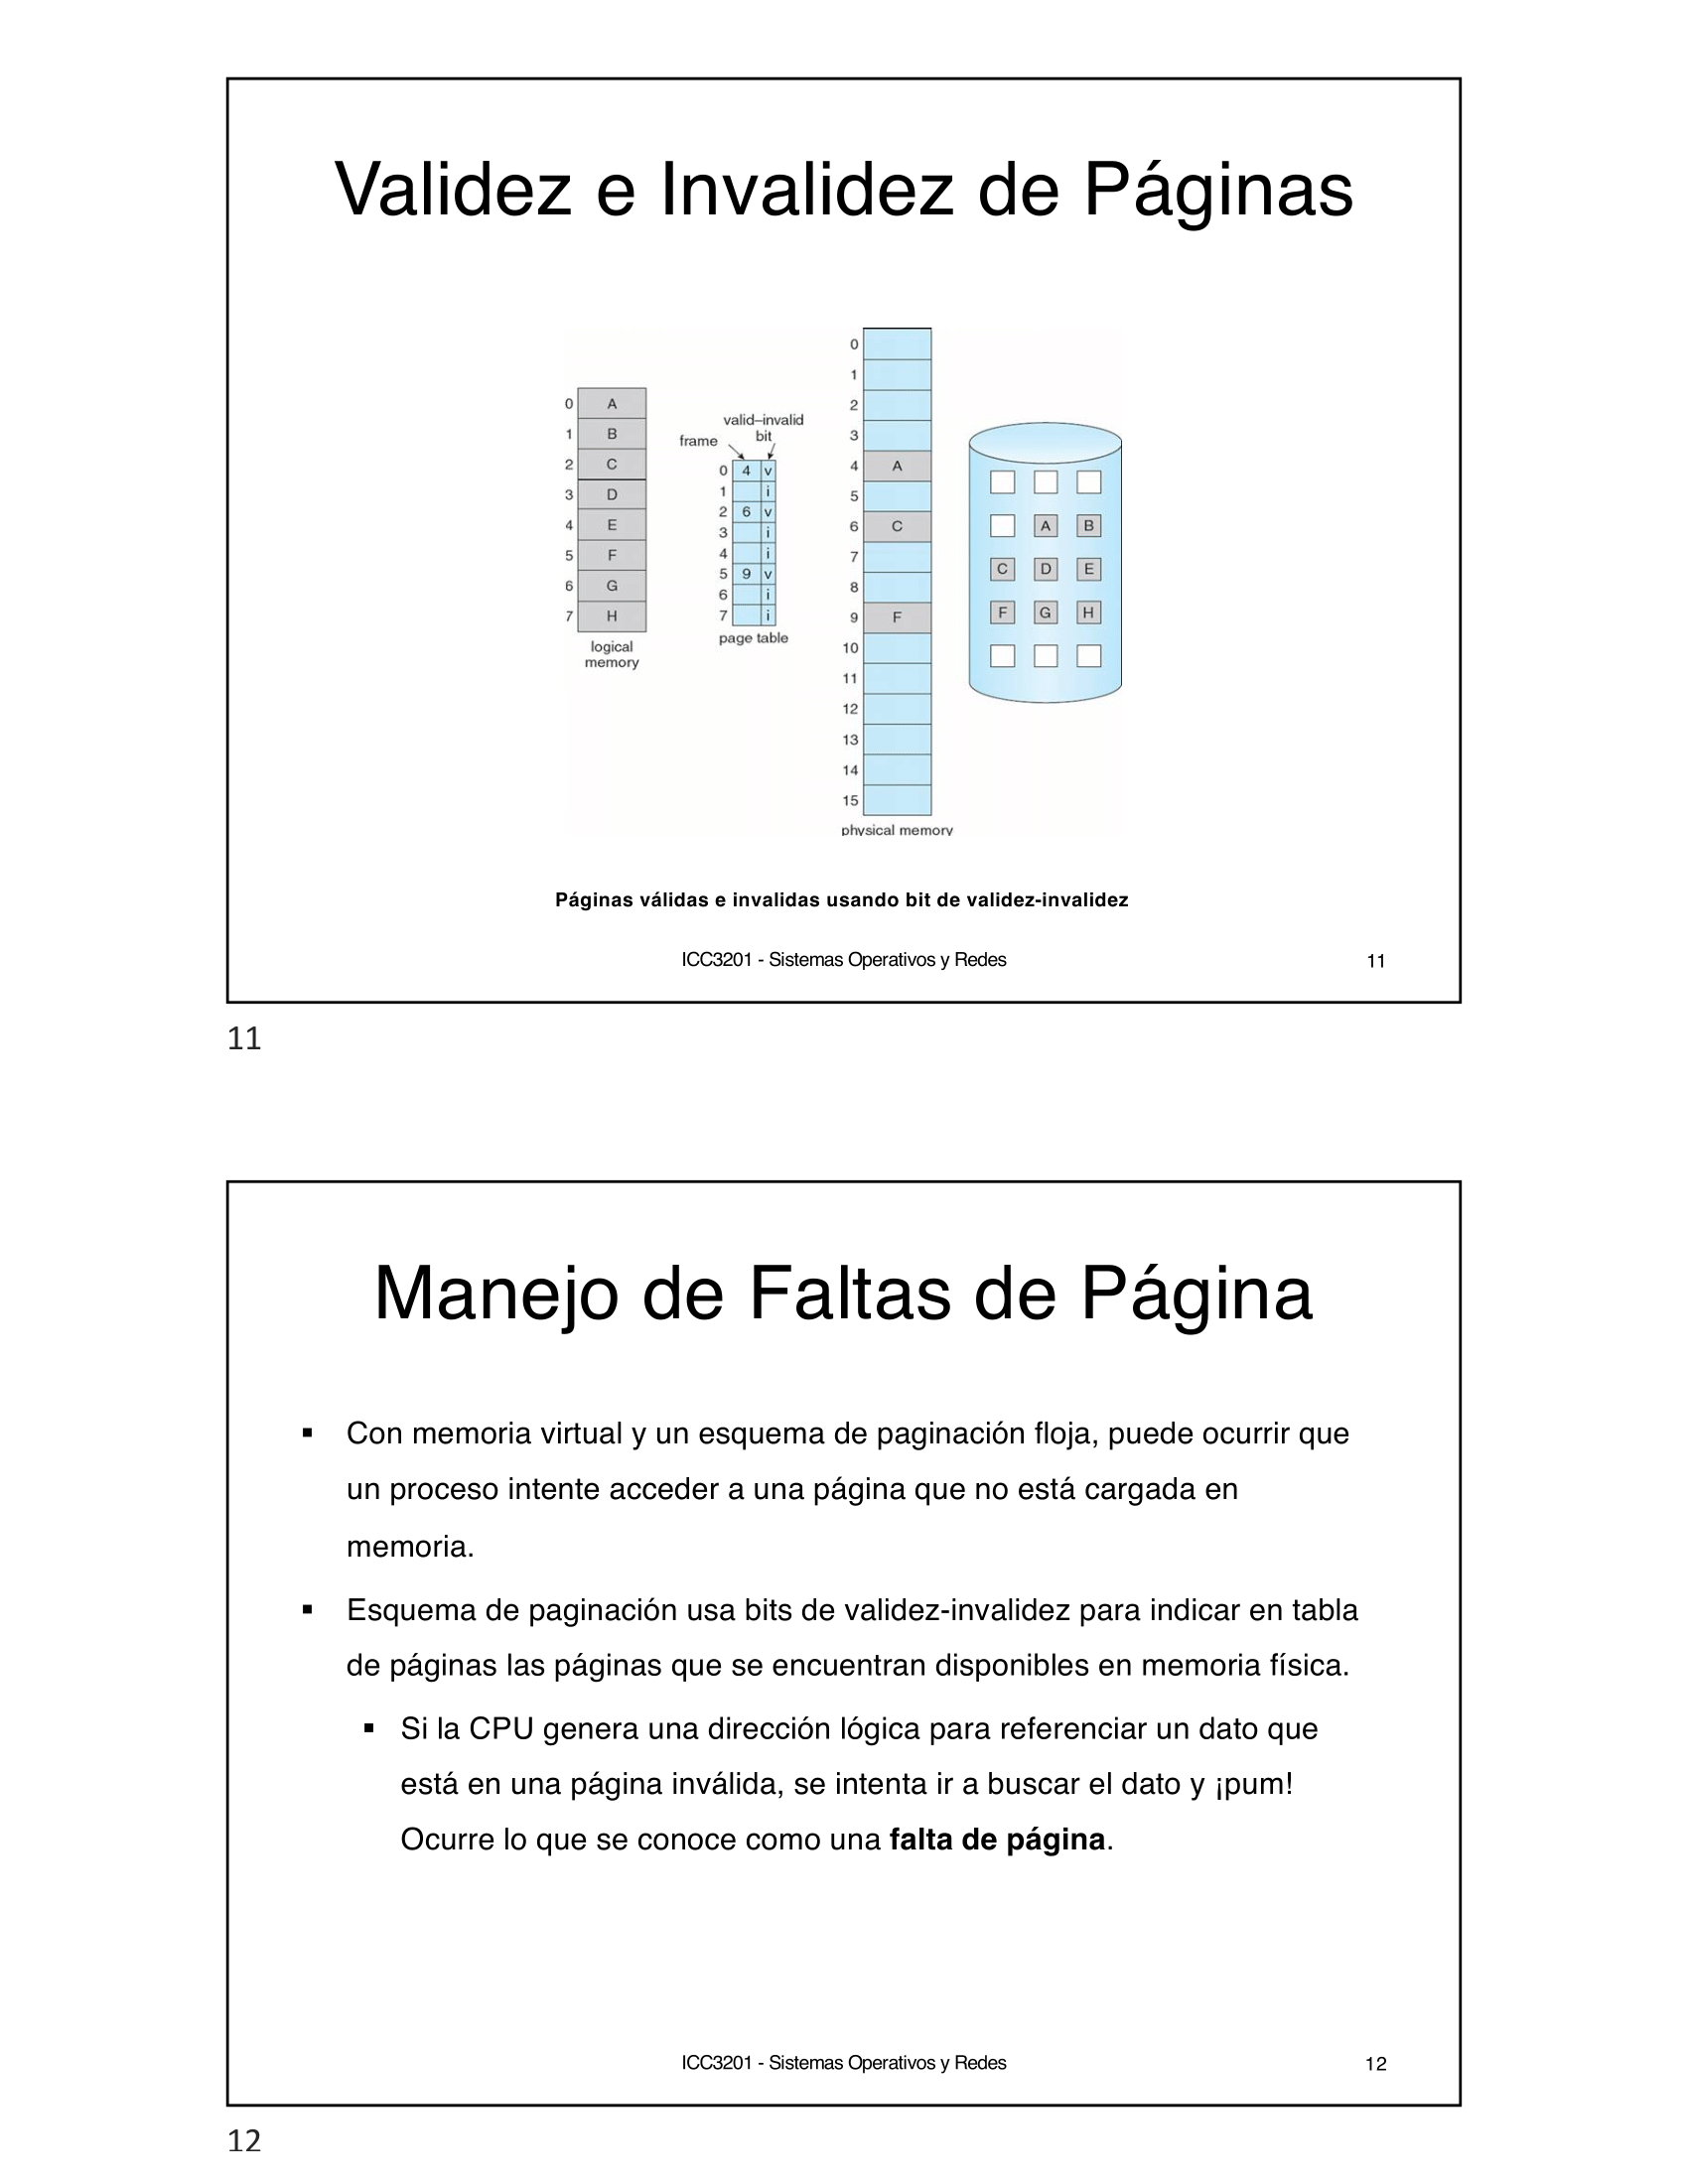 Validez e Invalidez de Páginas
0 A
1 B
2 C
3 D
4 E
5 F
6 G
7 H
logical
memory
valid–invalid
bit
frame
0 4 v
1 i
2 6 v
3 i
4 i
5 9 v
6 i
7 i
page table
0
1
2
3
4 A
5
6 C
7
8
9 F
10
11
12
13
14
15
physical memory
A B
C D E
F G H
Páginas válidas e invalidas usando bit de validez-invalidez
ICC3201 - Sistemas Operativos y Redes 11
11
Manejo de Faltas de Página
▪ Con memoria virtual y un esquema de paginación floja, puede ocurrir que
un proceso intente acceder a una página que no está cargada en
memoria.
▪ Esquema de paginación usa bits de validez-invalidez para indicar en tabla
de páginas las páginas que se encuentran disponibles en memoria física.
▪ Si la CPU genera una dirección lógica para referenciar un dato que
está en una página inválida, se intenta ir a buscar el dato y ¡pum!
Ocurre lo que se conoce como una falta de página.
ICC3201 - Sistemas Operativos y Redes 12
12